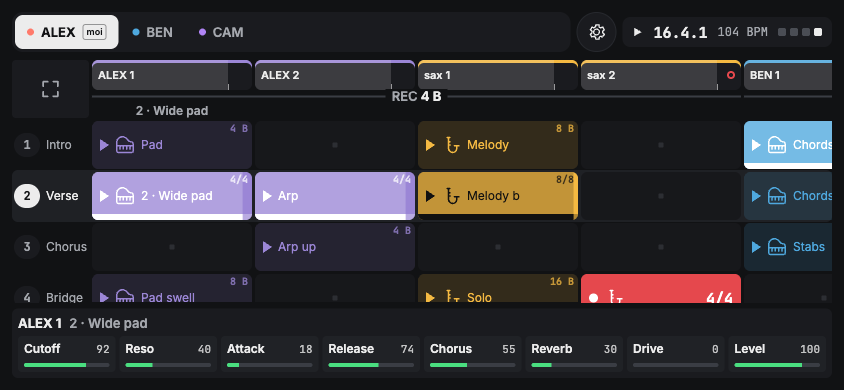 ALEX moi BEN CAM 16.4.1 104 BPM
ALEX 1 ALEX 2 sax 1 sax 2 BEN 1
REC 4 B
2 · Wide pad
4 B 8 B
1 Intro Pad Melody Chords
4/4 4/4 8/8
2 Verse 2 · Wide pad Arp Melody b Chords
4 B
3 Chorus Arp up Stabs
8 B 16 B
4 Bridge Pad swell Solo 4/4
ALEX 1 2 · Wide pad
Cutoff 92 Reso 40 Attack 18 Release 74 Chorus 55 Reverb 30 Drive 0 Level 100